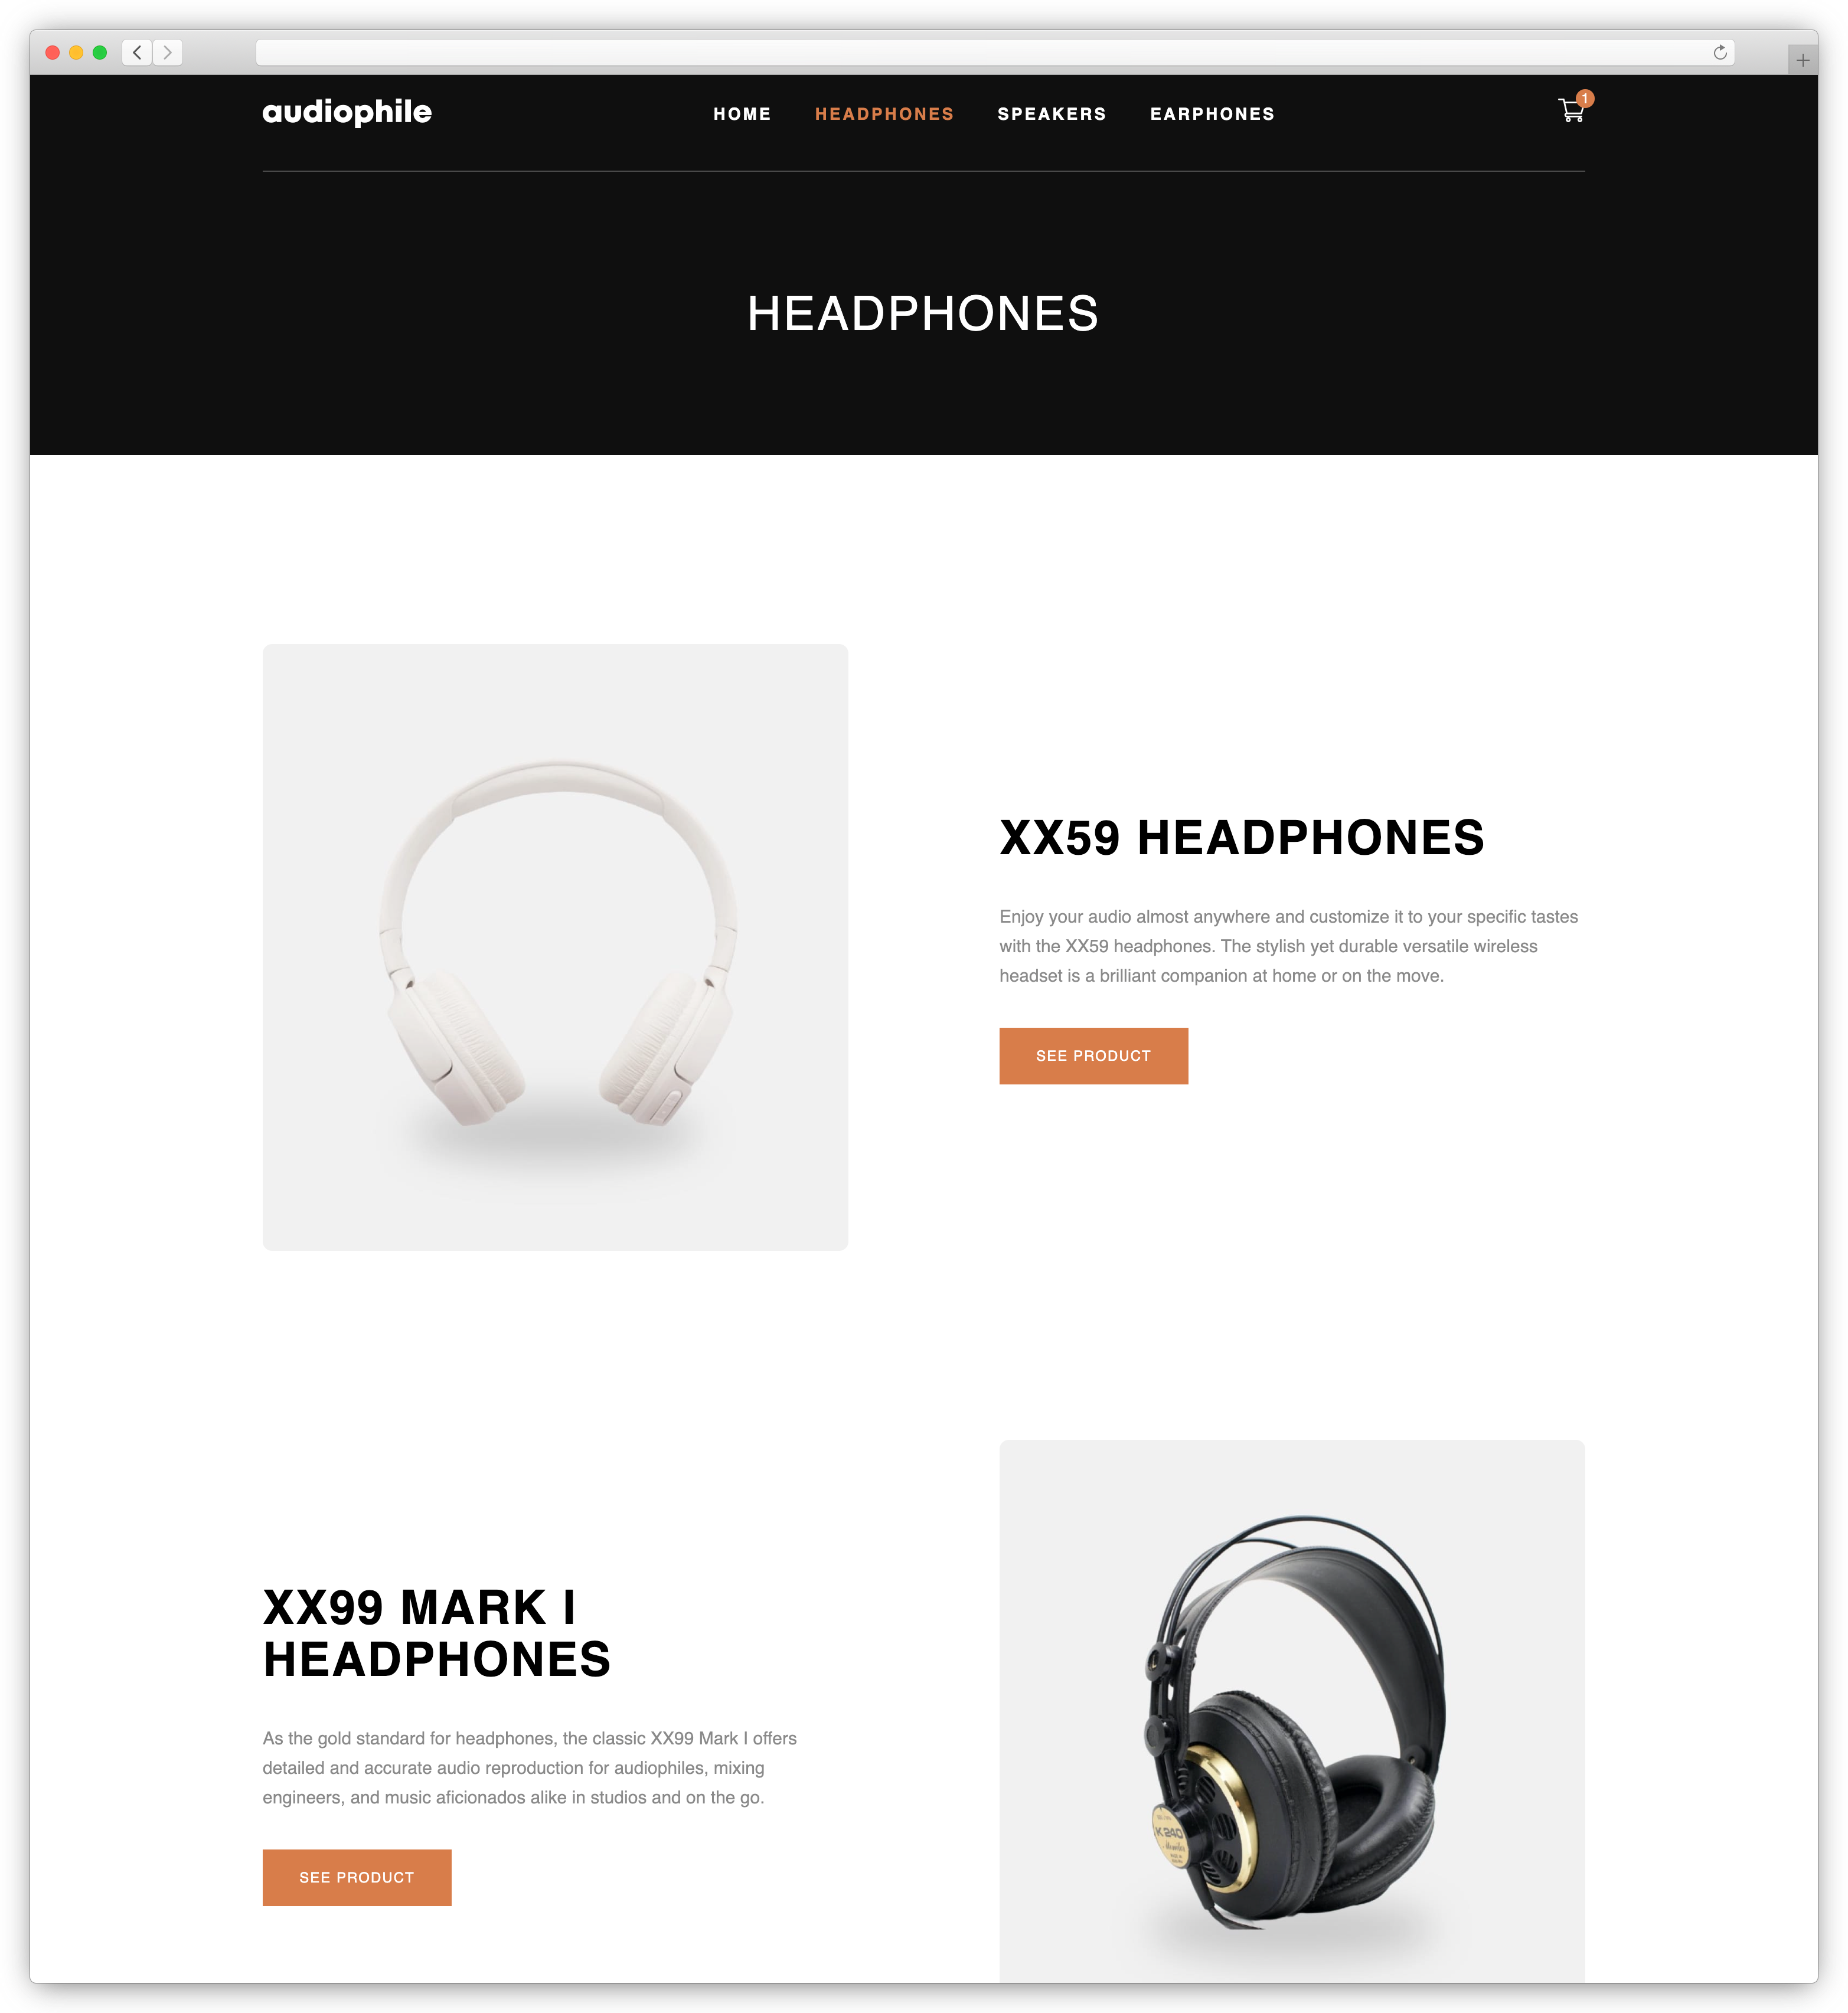 audiophile
HOME HEADPHONES SPEAKERS EARPHONES
1
HEADPHONES
XX59 HEADPHONES
Enjoy your audio almost anywhere and customize it to your specific tastes
with the XX59 headphones. The stylish yet durable versatile wireless
headset is a brilliant companion at home or on the move.
SEE PRODUCT
XX99 MARK I
HEADPHONES
As the gold standard for headphones, the classic XX99 Mark I offers
detailed and accurate audio reproduction for audiophiles, mixing
engineers, and music aficionados alike in studios and on the go.
SEE PRODUCT
K 240
Monitor